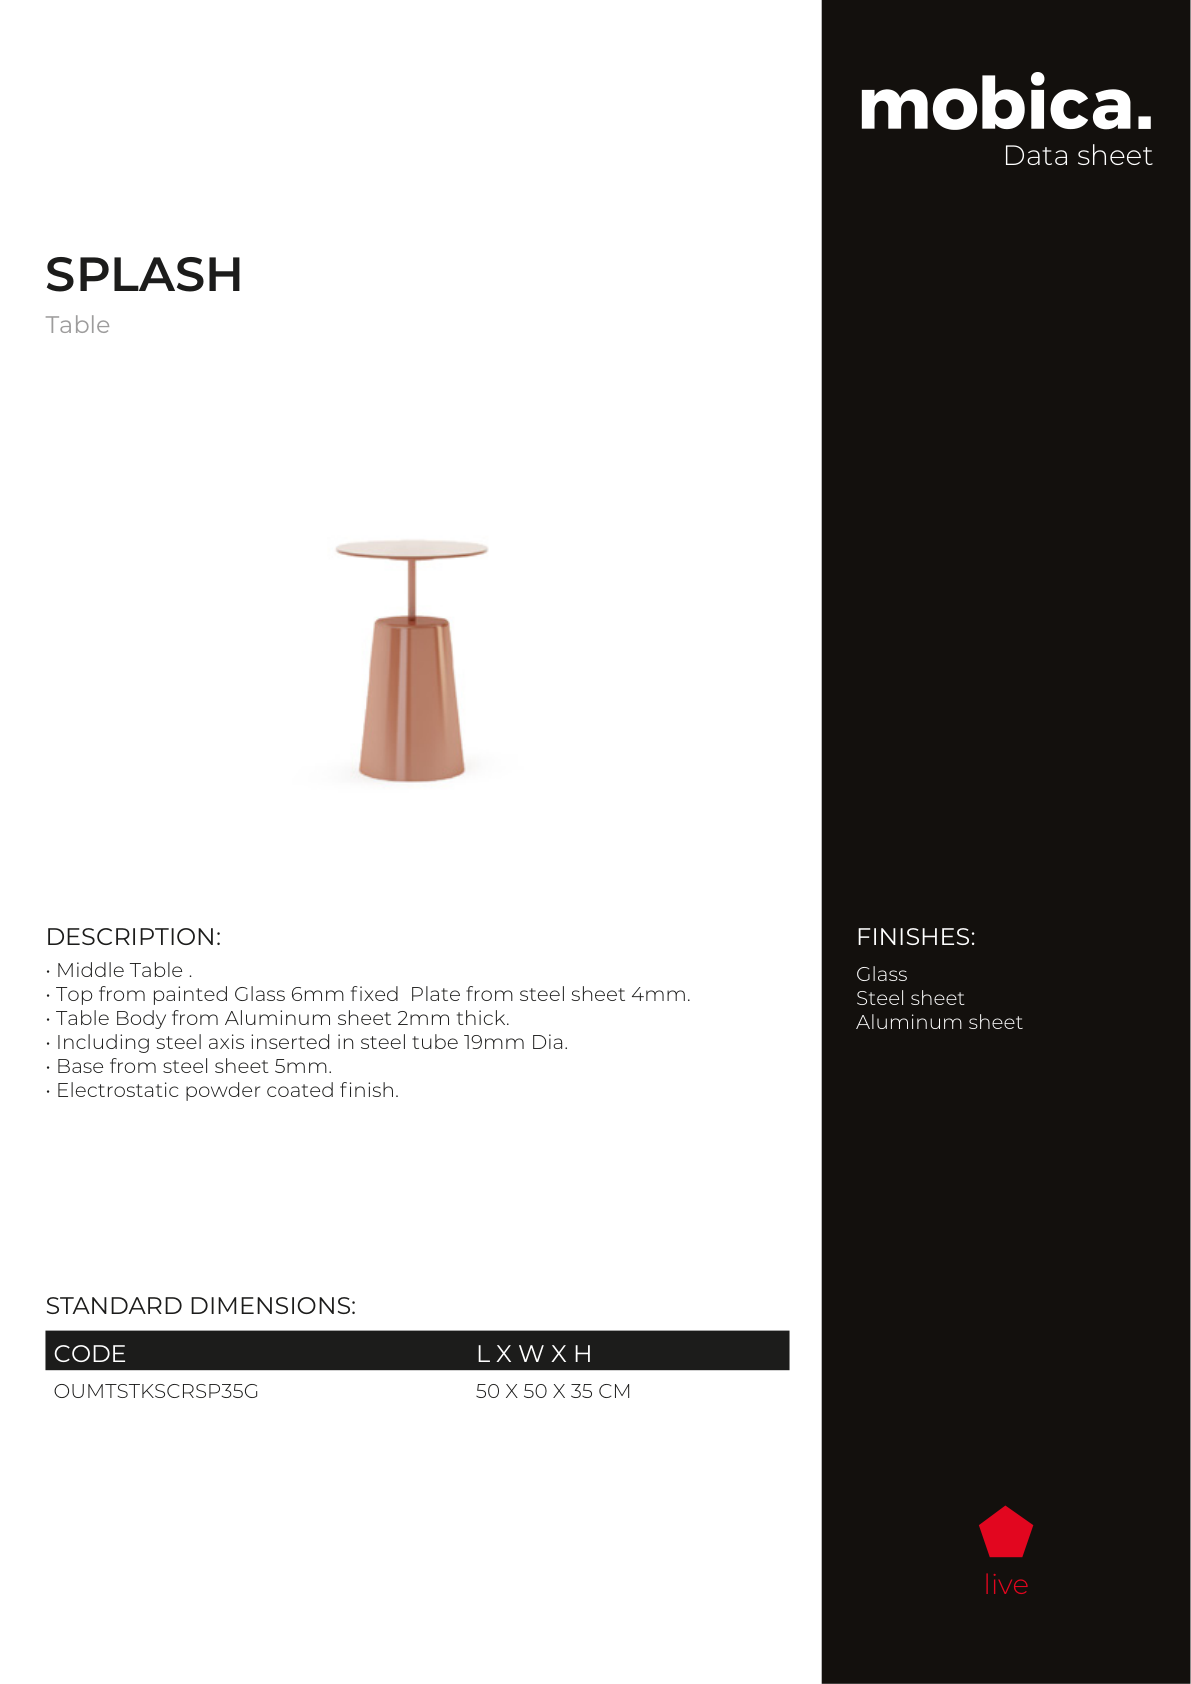 mobica.
Data sheet
SPLASH
Table
DESCRIPTION:
• Middle Table .
• Top from painted Glass 6mm fixed  Plate from steel sheet 4mm.
• Table Body from Aluminum sheet 2mm thick.
• Including steel axis inserted in steel tube 19mm Dia.
• Base from steel sheet 5mm.
• Electrostatic powder coated finish.
FINISHES:
Glass
Steel sheet
Aluminum sheet
STANDARD DIMENSIONS:
CODE L X W X H
OUMTSTKSCRSP35G 50 X 50 X 35 CM
live